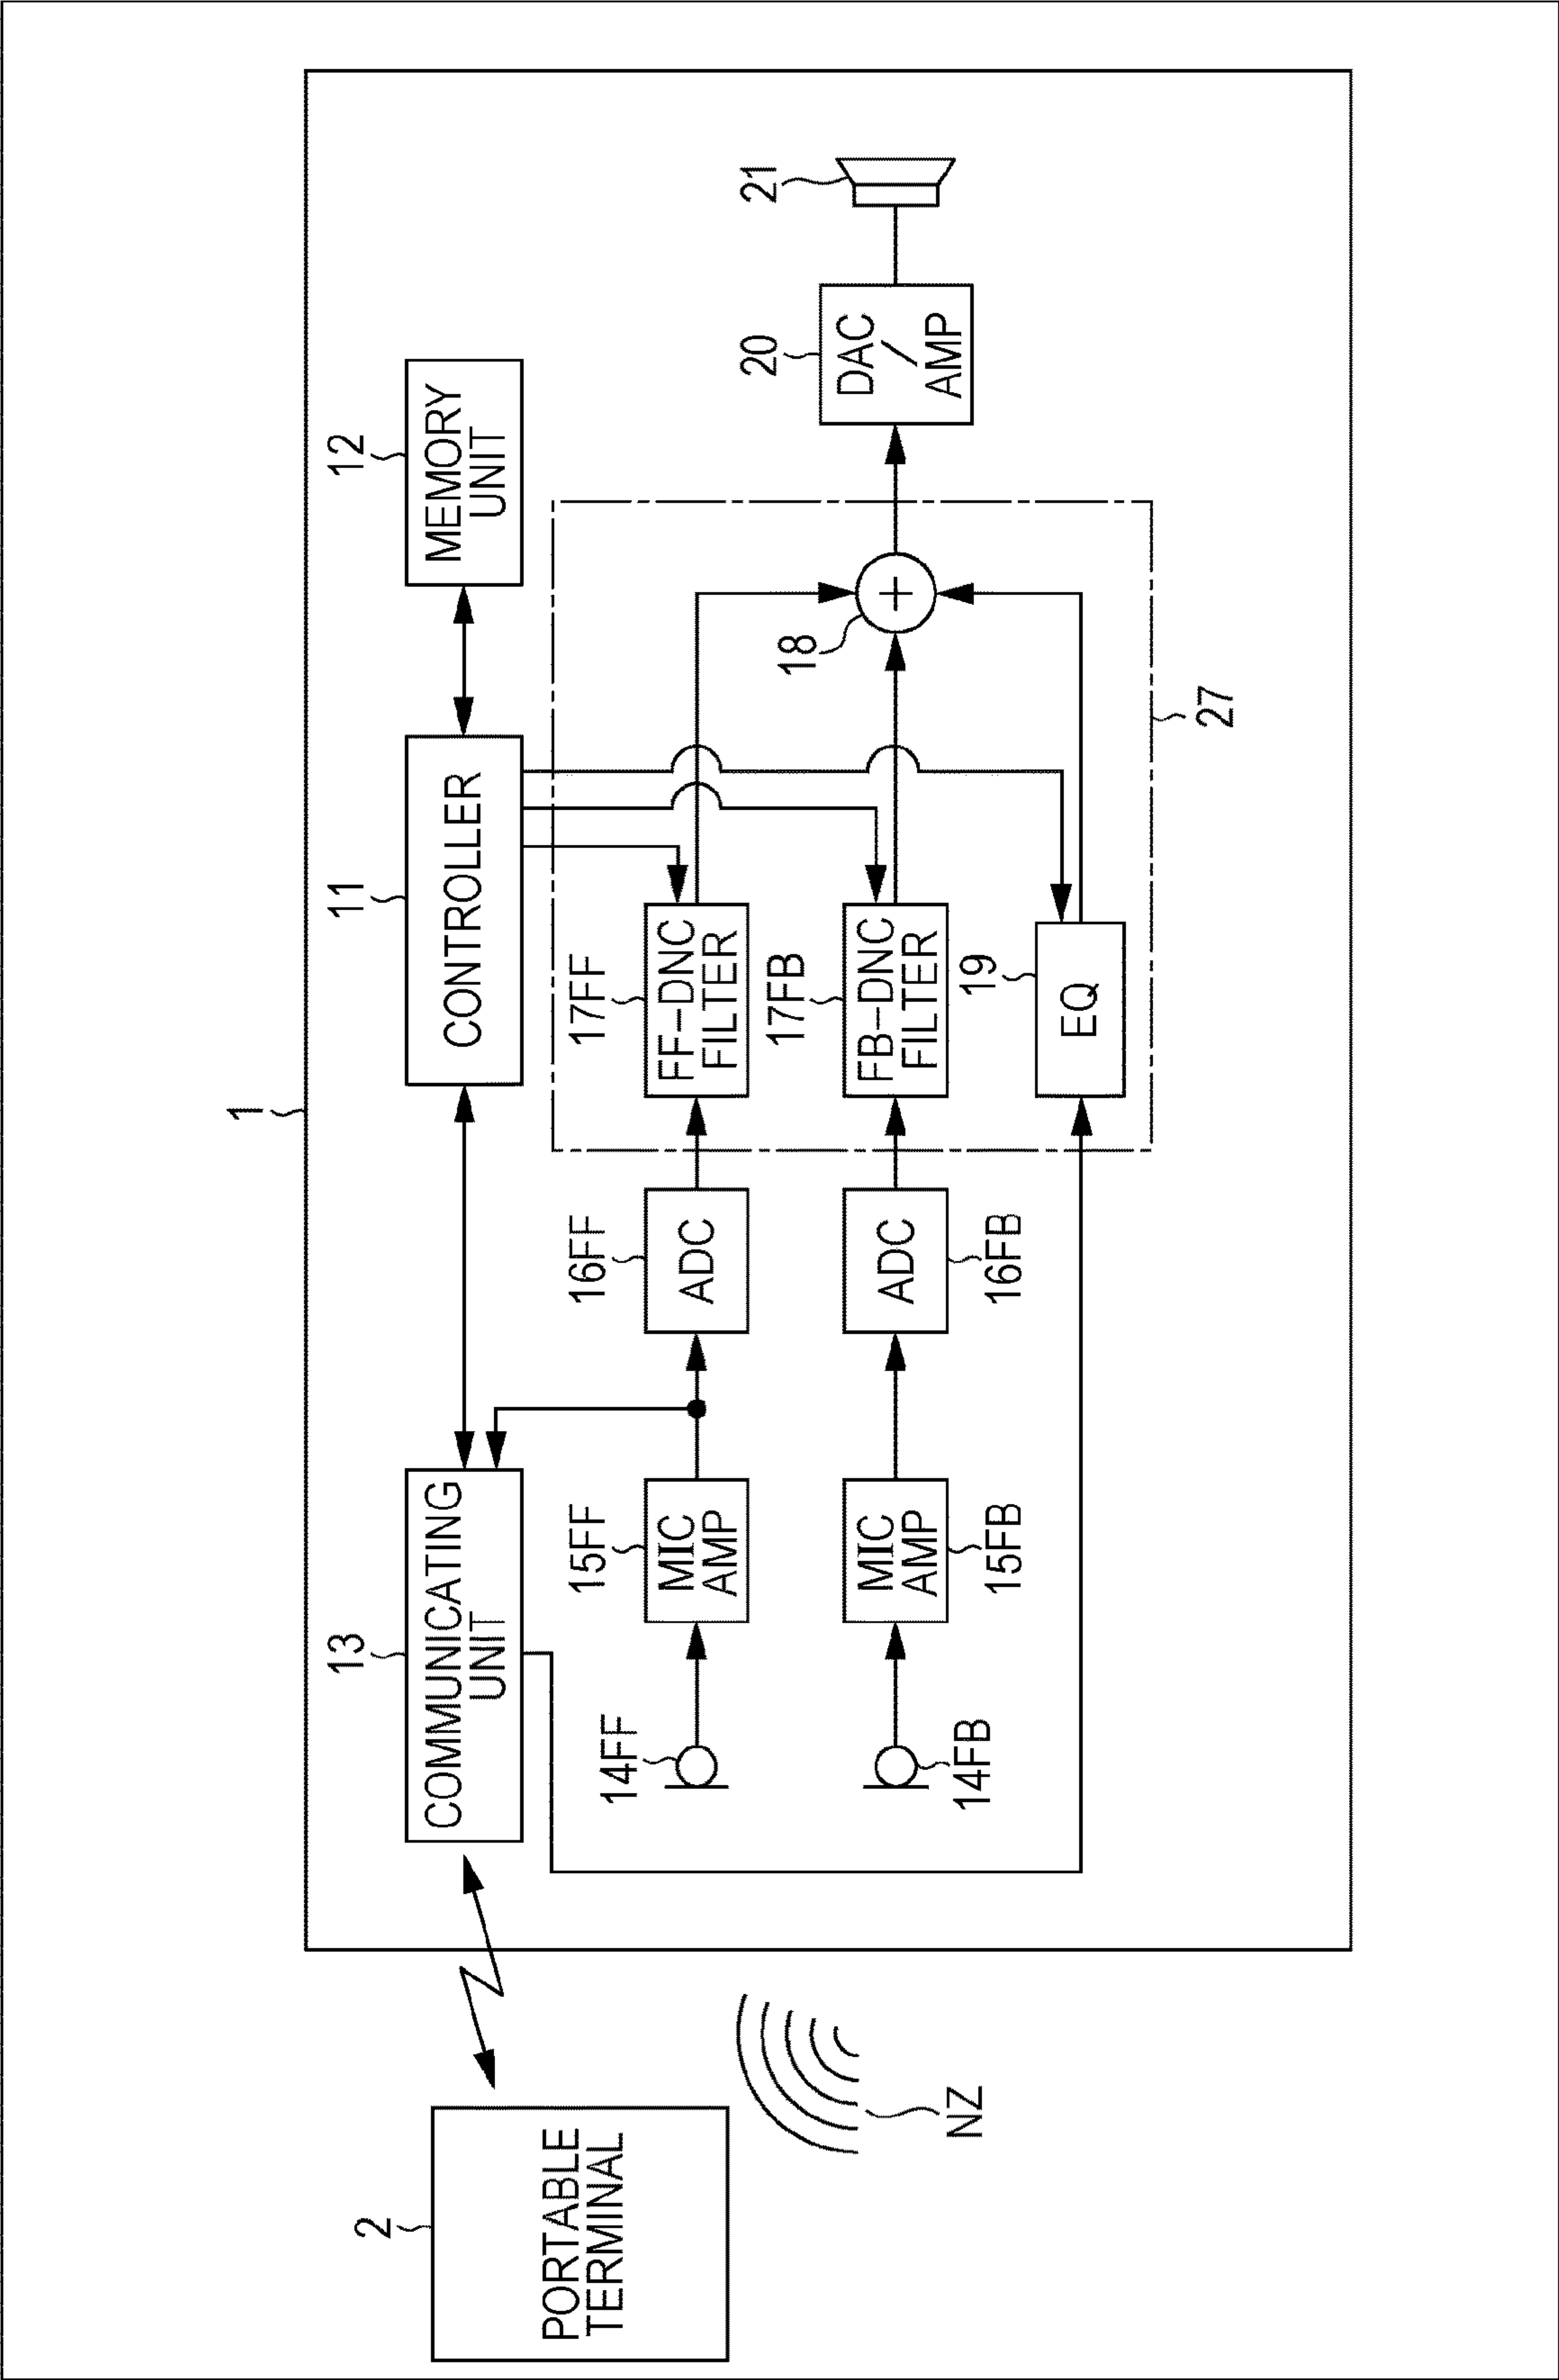 1
13
COMMUNICATING
UNIT
11
CONTROLLER
12
MEMORY
UNIT
2
PORTABLE
TERMINAL
NZ
14FF
15FF
MIC
AMP
16FF
ADC
17FF
FF-DNC
FILTER
14FB
15FB
MIC
AMP
16FB
ADC
17FB
FB-DNC
FILTER
19
EQ
18
+
27
20
DAC
/
AMP
21